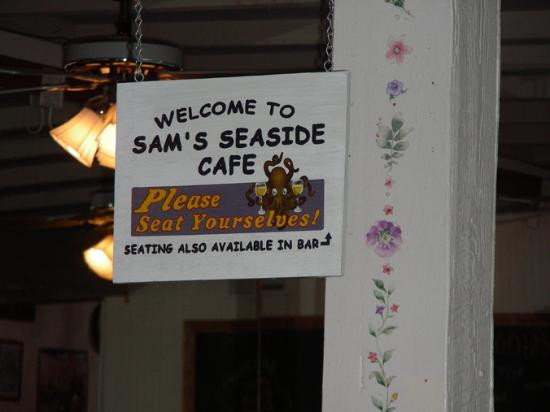 WELCOME TO
SAM'S SEASIDE
CAFE
Please
Seat Yourselves!
SEATING ALSO AVAILABLE IN BAR